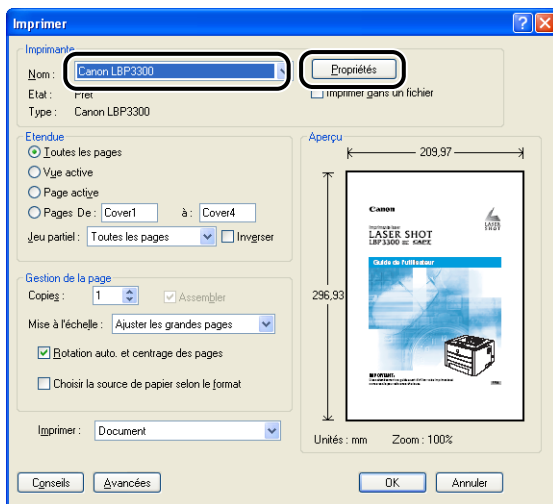 Imprimer
Imprimante
Nom : Canon LBP3300
Propriétés
Etat : Prêt
Imprimer dans un fichier
Type : Canon LBP3300
Etendue
Toutes les pages
Vue active
Page active
Pages De : Cover1 à : Cover4
Jeu partiel : Toutes les pages Inverser
Gestion de la page
Copies : 1 Assembler
Mise à l'échelle : Ajuster les grandes pages
Rotation auto. et centrage des pages
Choisir la source de papier selon le format
Imprimer : Document
Aperçu
209,97
296,93
Canon
LASER SHOT
LBP3300
Guide de l'utilisateur
IMPORTANT:
Unités : mm Zoom : 100%
Conseils Avancées OK Annuler